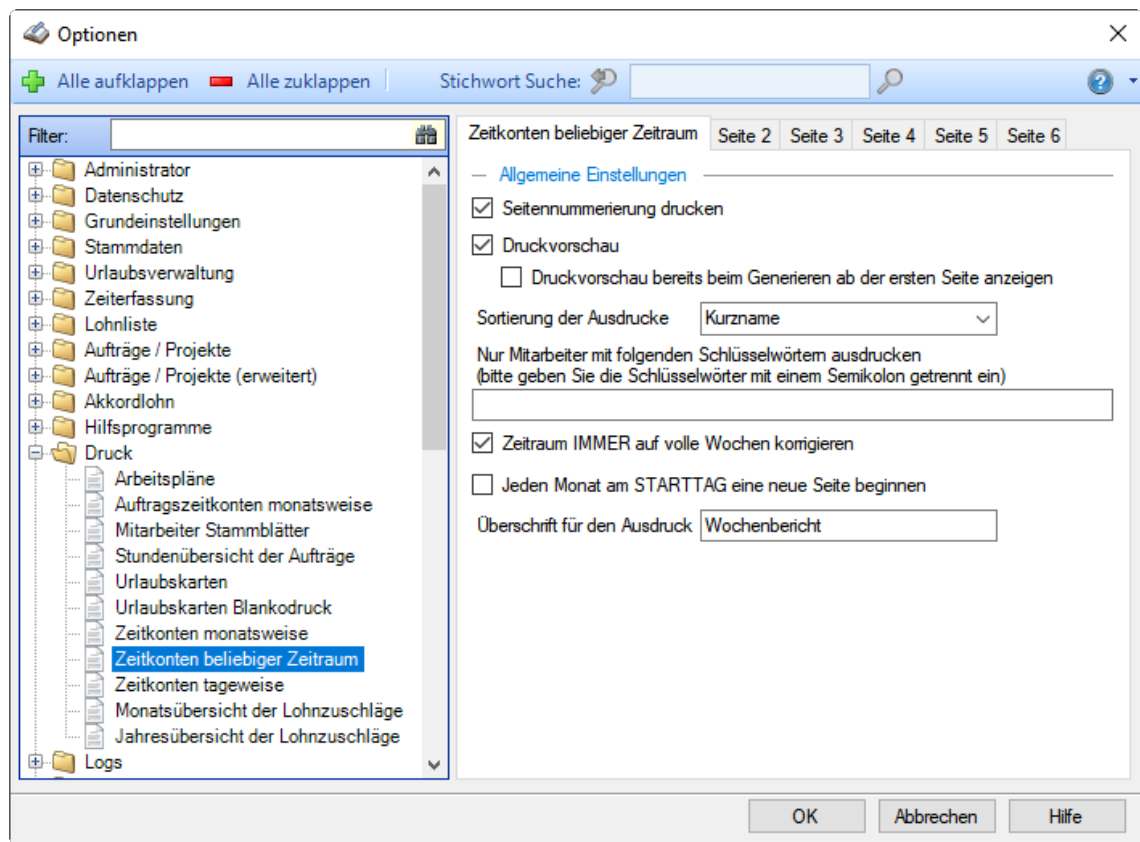 Optionen
Alle aufklappen Alle zuklappen Stichwort Suche:
Filter:
Administrator
Datenschutz
Grundeinstellungen
Stammdaten
Urlaubsverwaltung
Zeiterfassung
Lohnliste
Aufträge / Projekte
Aufträge / Projekte (erweitert)
Akkordlohn
Hilfsprogramme
Druck
Arbeitspläne
Auftragszeitkonten monatsweise
Mitarbeiter Stammblätter
Stundenübersicht der Aufträge
Urlaubskarten
Urlaubskarten Blankodruck
Zeitkonten monatsweise
Zeitkonten beliebiger Zeitraum
Zeitkonten tageweise
Monatsübersicht der Lohnzuschläge
Jahresübersicht der Lohnzuschläge
Logs
Zeitkonten beliebiger Zeitraum Seite 2 Seite 3 Seite 4 Seite 5 Seite 6
Allgemeine Einstellungen
Seitennummerierung drucken
Druckvorschau
Druckvorschau bereits beim Generieren ab der ersten Seite anzeigen
Sortierung der Ausdrucke Kurzname
Nur Mitarbeiter mit folgenden Schlüsselwörtern ausdrucken
(bitte geben Sie die Schlüsselwörter mit einem Semikolon getrennt ein)
Zeitraum IMMER auf volle Wochen korrigieren
Jeden Monat am STARTTAG eine neue Seite beginnen
Überschrift für den Ausdruck Wochenbericht
OK Abbrechen Hilfe